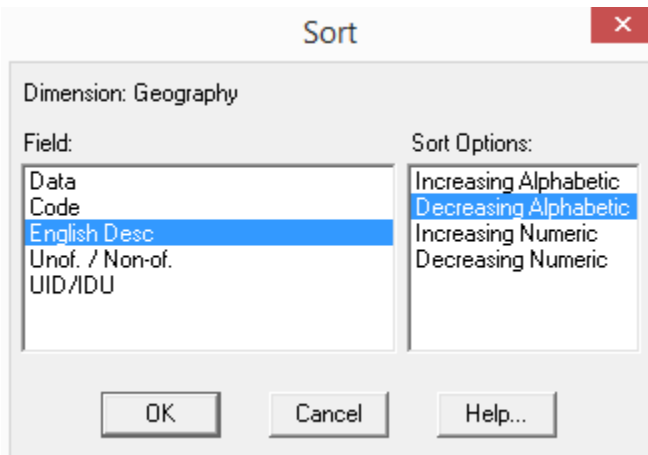 Sort
Dimension: Geography
Field:
Data
Code
English Desc
Unof. / Non-of.
UID/IDU
Sort Options:
Increasing Alphabetic
Decreasing Alphabetic
Increasing Numeric
Decreasing Numeric
OK
Cancel
Help...